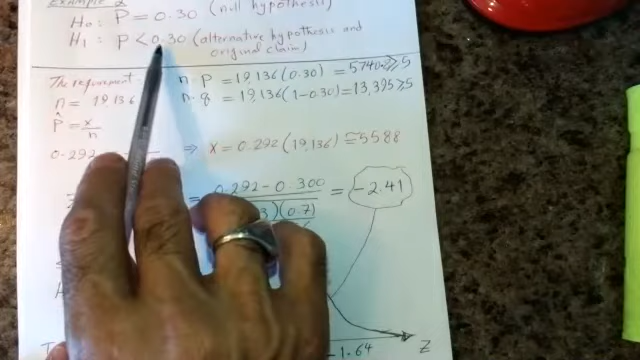 EXAMPLE 2
H₀: P = 0.30 (null hypothesis)
H₁: P < 0.30 (alternative hypothesis and
original claim)
The requirement n·p = 19,136(0.30) = 5740 ≥ 5
n = 19,136 n·q = 19,136(1-0.30) = 13,395 ≥ 5
p̂ = x/n
0.292 ⇒ x = 0.292(19,136) ≅ 5588
= 0.292 - 0.300 = -2.41
)(0.7)
-1.64 Z